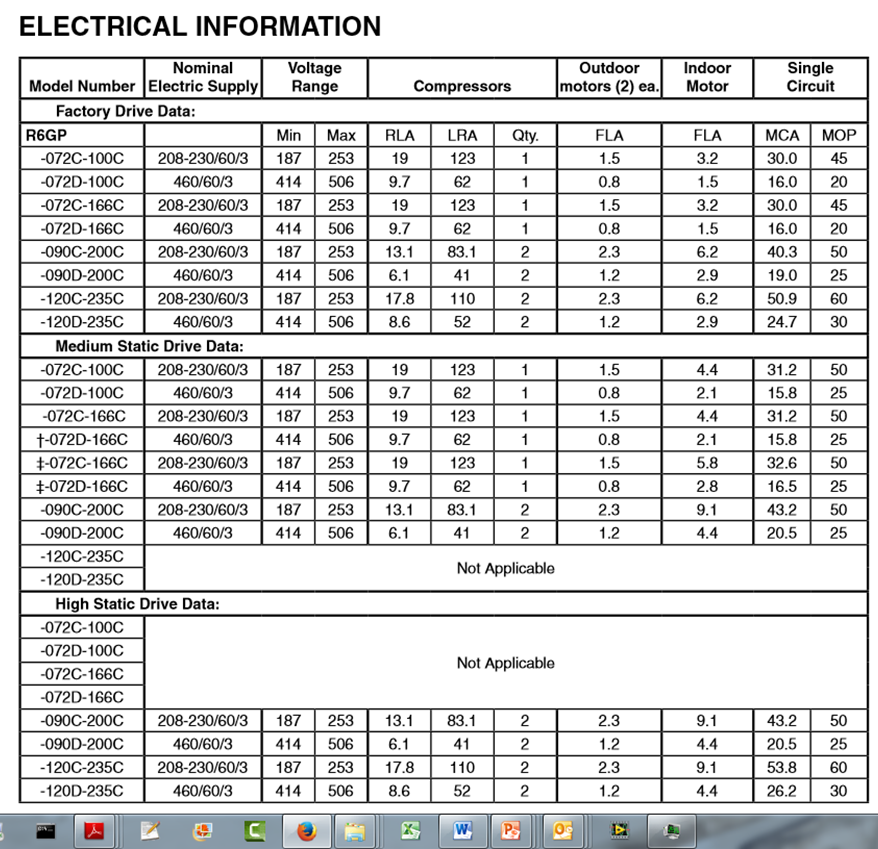 ELECTRICAL INFORMATION
Model Number Nominal Electric Supply Voltage Range Compressors Outdoor motors (2) ea. Indoor Motor Single Circuit
Factory Drive Data:
R6GP Min Max RLA LRA Qty. FLA FLA MCA MOP
-072C-100C 208-230/60/3 187 253 19 123 1 1.5 3.2 30.0 45
-072D-100C 460/60/3 414 506 9.7 62 1 0.8 1.5 16.0 20
-072C-166C 208-230/60/3 187 253 19 123 1 1.5 3.2 30.0 45
-072D-166C 460/60/3 414 506 9.7 62 1 0.8 1.5 16.0 20
-090C-200C 208-230/60/3 187 253 13.1 83.1 2 2.3 6.2 40.3 50
-090D-200C 460/60/3 414 506 6.1 41 2 1.2 2.9 19.0 25
-120C-235C 208-230/60/3 187 253 17.8 110 2 2.3 6.2 50.9 60
-120D-235C 460/60/3 414 506 8.6 52 2 1.2 2.9 24.7 30
Medium Static Drive Data:
-072C-100C 208-230/60/3 187 253 19 123 1 1.5 4.4 31.2 50
-072D-100C 460/60/3 414 506 9.7 62 1 0.8 2.1 15.8 25
-072C-166C 208-230/60/3 187 253 19 123 1 1.5 4.4 31.2 50
†-072D-166C 460/60/3 414 506 9.7 62 1 0.8 2.1 15.8 25
‡-072C-166C 208-230/60/3 187 253 19 123 1 1.5 5.8 32.6 50
‡-072D-166C 460/60/3 414 506 9.7 62 1 0.8 2.8 16.5 25
-090C-200C 208-230/60/3 187 253 13.1 83.1 2 2.3 9.1 43.2 50
-090D-200C 460/60/3 414 506 6.1 41 2 1.2 4.4 20.5 25
-120C-235C
Not Applicable
-120D-235C
High Static Drive Data:
-072C-100C
-072D-100C
Not Applicable
-072C-166C
-072D-166C
-090C-200C 208-230/60/3 187 253 13.1 83.1 2 2.3 9.1 43.2 50
-090D-200C 460/60/3 414 506 6.1 41 2 1.2 4.4 20.5 25
-120C-235C 208-230/60/3 187 253 17.8 110 2 2.3 9.1 53.8 60
-120D-235C 460/60/3 414 506 8.6 52 2 1.2 4.4 26.2 30